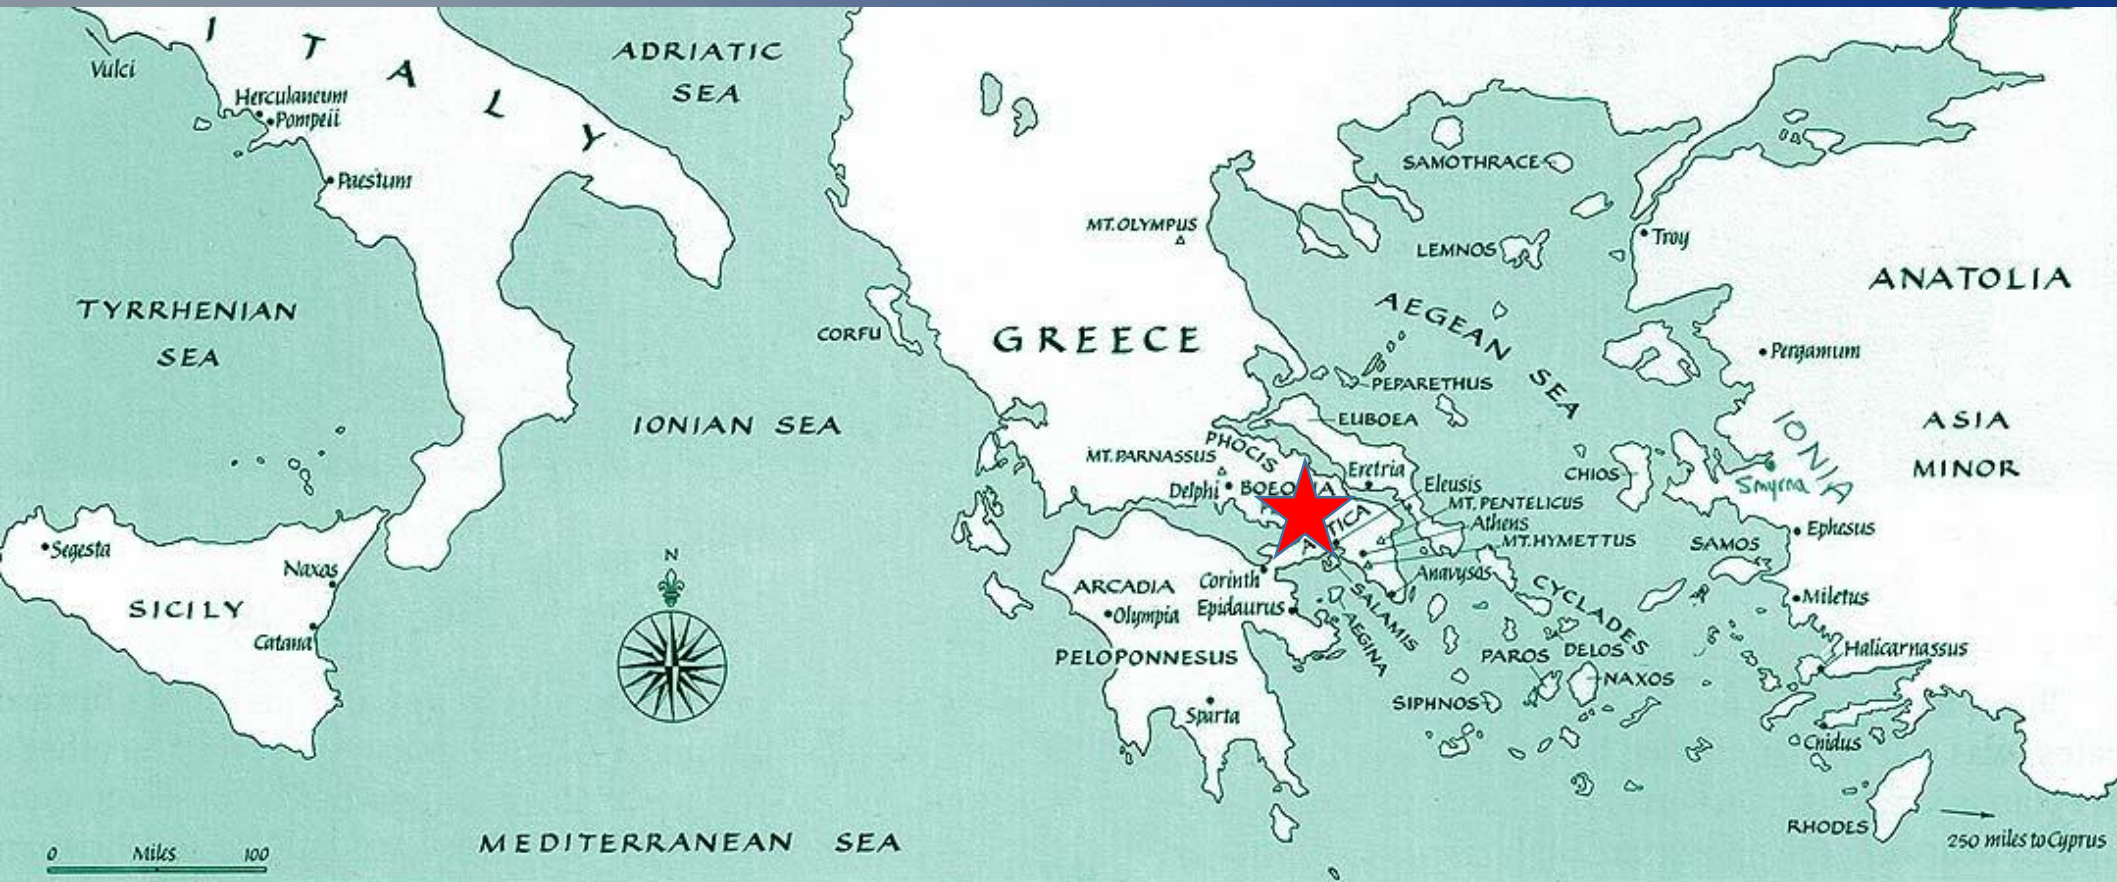 ITALY
Vulci
Herculaneum
Pompeii
Paestum
ADRIATIC
SEA
TYRRHENIAN
SEA
CORFU
IONIAN SEA
GREECE
MT. OLYMPUS
SAMOTHRACE
LEMNOS
Troy
ANATOLIA
AEGEAN SEA
Pergamum
PEPARETHUS
EUBOEA
ASIA
MINOR
IONIA
Smyrna
CHIOS
PHOCIS
MT. PARNASSUS
Delphi
Eretria
Eleusis
MT. PENTELICUS
Athens
MT. HYMETTUS
Anavysos
SAMOS
Ephesus
Miletus
Halicarnassus
Cnidus
RHODES
250 miles to Cyprus
Segesta
Naxos
SICILY
Catana
N
ARCADIA
Olympia
Corinth
Epidaurus
PELOPONNESUS
Sparta
SALAMIS
AEGINA
CYCLADES
PAROS
DELOS
NAXOS
SIPHNOS
MEDITERRANEAN SEA
0 Miles 100